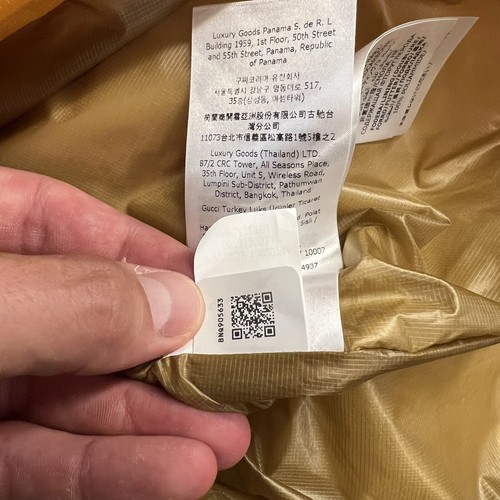 Luxury Goods Panama S. de R. L
Building 1959, 1st Floor, 50th Street
and 55th Street, Panama, Republic
of Panama
구찌코리아 유한회사
서울특별시 강남구 영동대로 517,
35층(삼성동, 아셈타워)
荷蘭商開雲亞洲股份有限公司古馳台
灣分公司
11073台北市信義區松高路1號5樓之2
Luxury Goods (Thailand) LTD.
87/2 CRC Tower, All Seasons Place,
35th Floor, Unit 5, Wireless Road,
Lumpini Sub-District, Pathumwan
District, Bangkok, Thailand
Gucci Turkey Luks Urunler Ticaret
Polat
Sisli /
10007
4937
BNQ905633